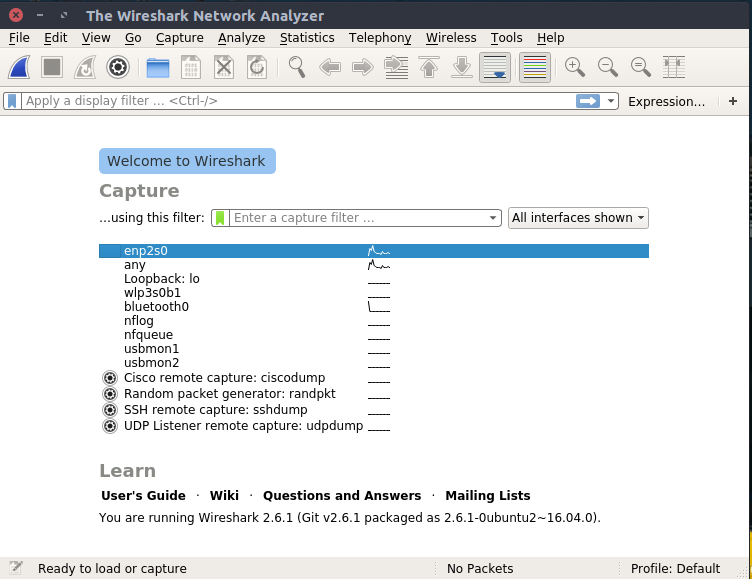 The Wireshark Network Analyzer
File Edit View Go Capture Analyze Statistics Telephony Wireless Tools Help
Apply a display filter ... <Ctrl-/> Expression... +
Welcome to Wireshark
Capture
...using this filter: Enter a capture filter ... All interfaces shown
enp2s0
any
Loopback: lo
wlp3s0b1
bluetooth0
nflog
nfqueue
usbmon1
usbmon2
Cisco remote capture: ciscodump
Random packet generator: randpkt
SSH remote capture: sshdump
UDP Listener remote capture: udpdump
Learn
User's Guide · Wiki · Questions and Answers · Mailing Lists
You are running Wireshark 2.6.1 (Git v2.6.1 packaged as 2.6.1-0ubuntu2~16.04.0).
Ready to load or capture No Packets Profile: Default